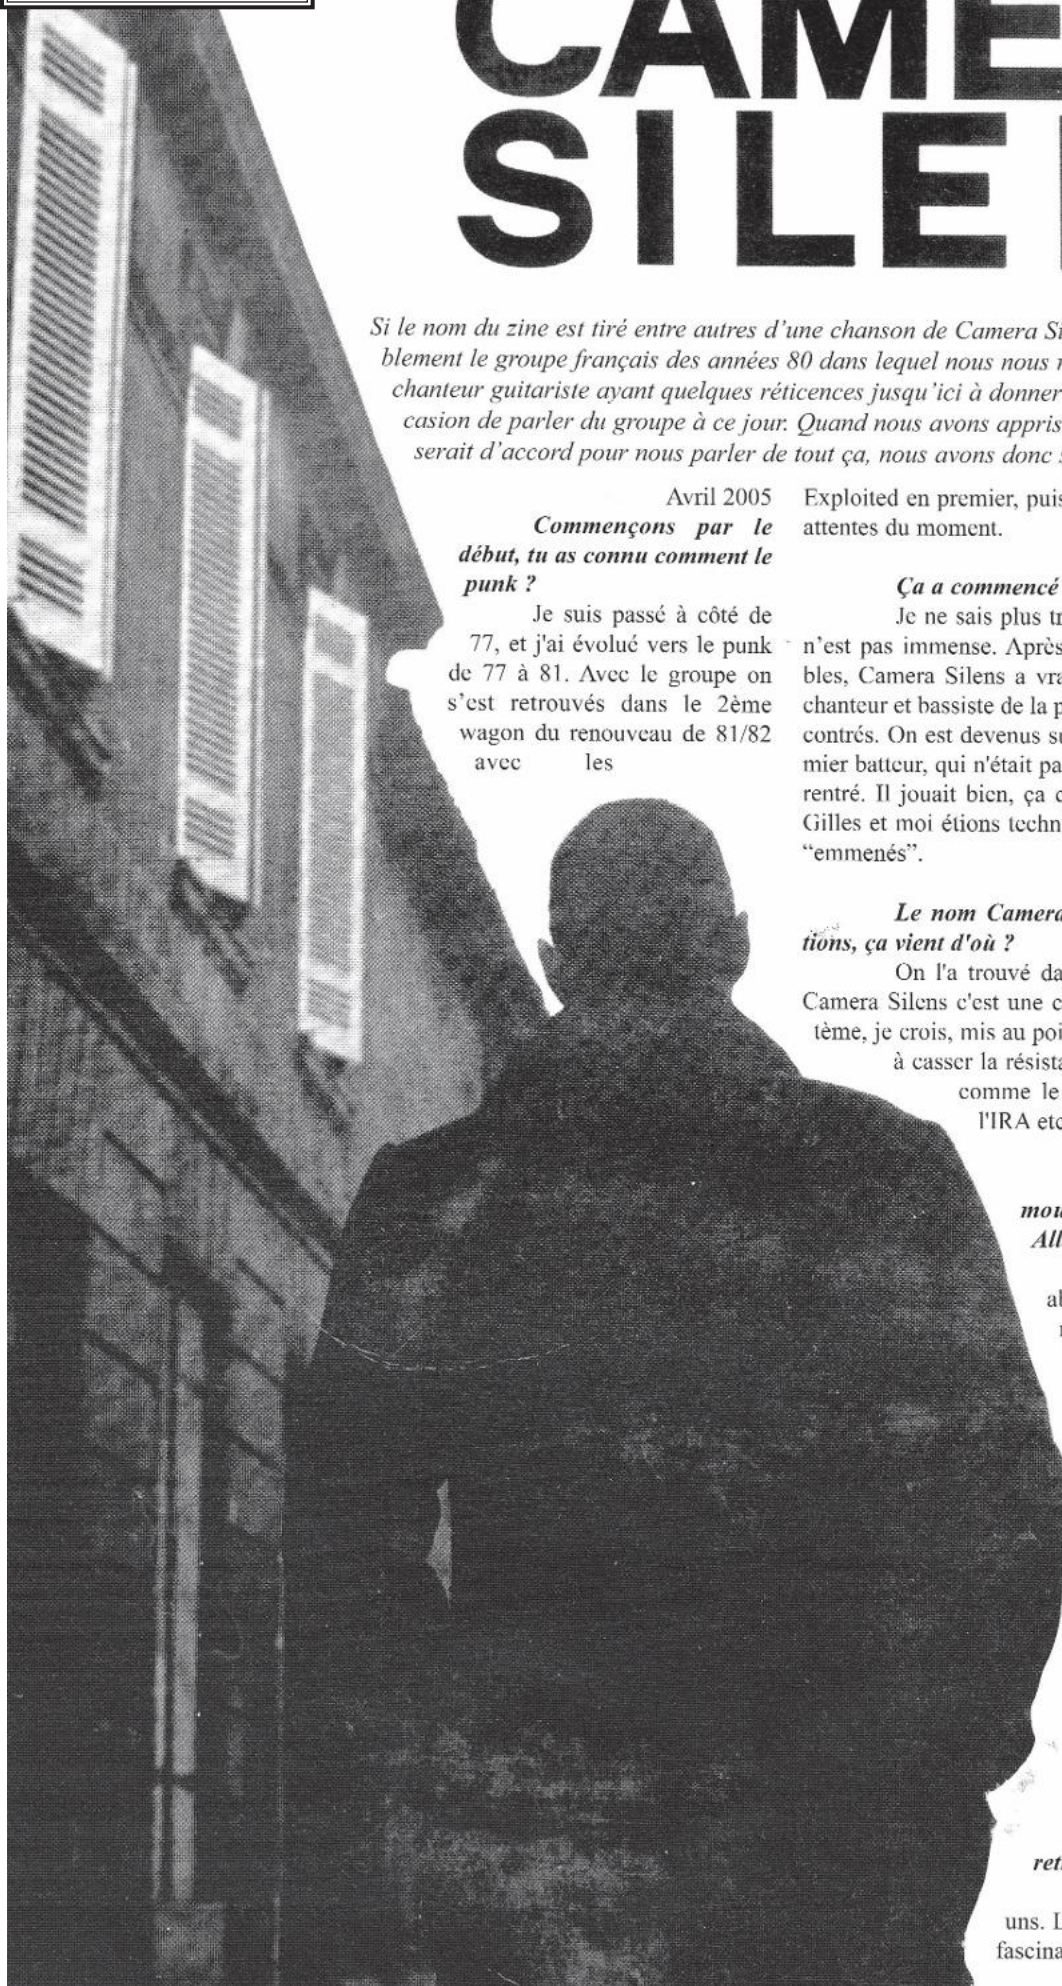 CAME
SILE
Si le nom du zine est tiré entre autres d'une chanson de Camera Si
blement le groupe français des années 80 dans lequel nous nous
chanteur guitariste ayant quelques réticences jusqu'ici à donner
casion de parler du groupe à ce jour. Quand nous avons appris
serait d'accord pour nous parler de tout ça, nous avons donc
Avril 2005
Commençons par le
début, tu as connu comment le
punk ?
Je suis passé à côté de
77, et j'ai évolué vers le punk
de 77 à 81. Avec le groupe on
s'est retrouvés dans le 2ème
wagon du renouveau de 81/82
avec les
Exploited en premier, puis
attentes du moment.
Ça a commencé
Je ne sais plus tr
n'est pas immense. Après
bles, Camera Silens a vra
chanteur et bassiste de la p
contrés. On est devenus su
mier batteur, qui n'était pa
rentré. Il jouait bien, ça c
Gilles et moi étions techn
“emmenés”.
Le nom Camera
tions, ça vient d'où ?
On l'a trouvé da
Camera Silens c'est une c
tème, je crois, mis au poi
à casser la résista
comme le
l'IRA etc
mou
All
al
ret
uns. L
fascina